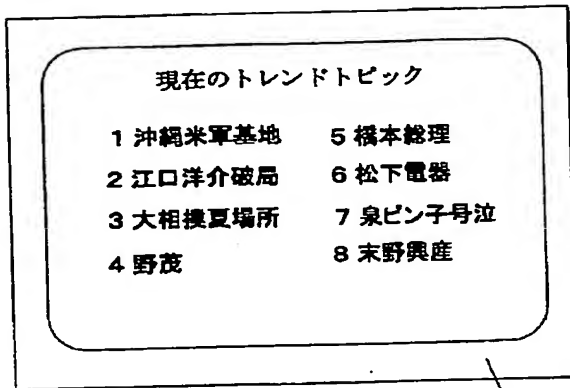 現在のトレンドトピック
1 沖縄米軍基地
2 江口洋介破局
3 大相撲夏場所
4 野茂
5 橋本総理
6 松下電器
7 泉ピン子号泣
8 末野興産